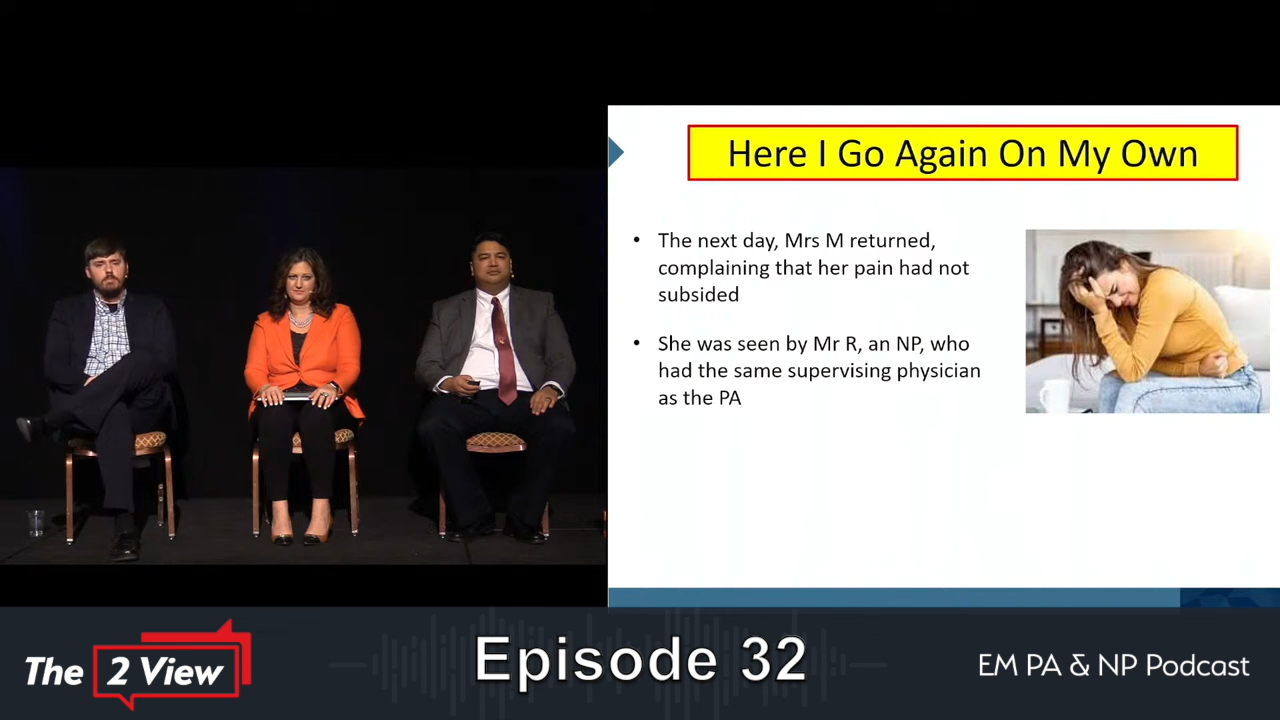 Here I Go Again On My Own
• The next day, Mrs M returned,
complaining that her pain had not
subsided
• She was seen by Mr R, an NP, who
had the same supervising physician
as the PA
The 2 View
Episode 32
EM PA & NP Podcast